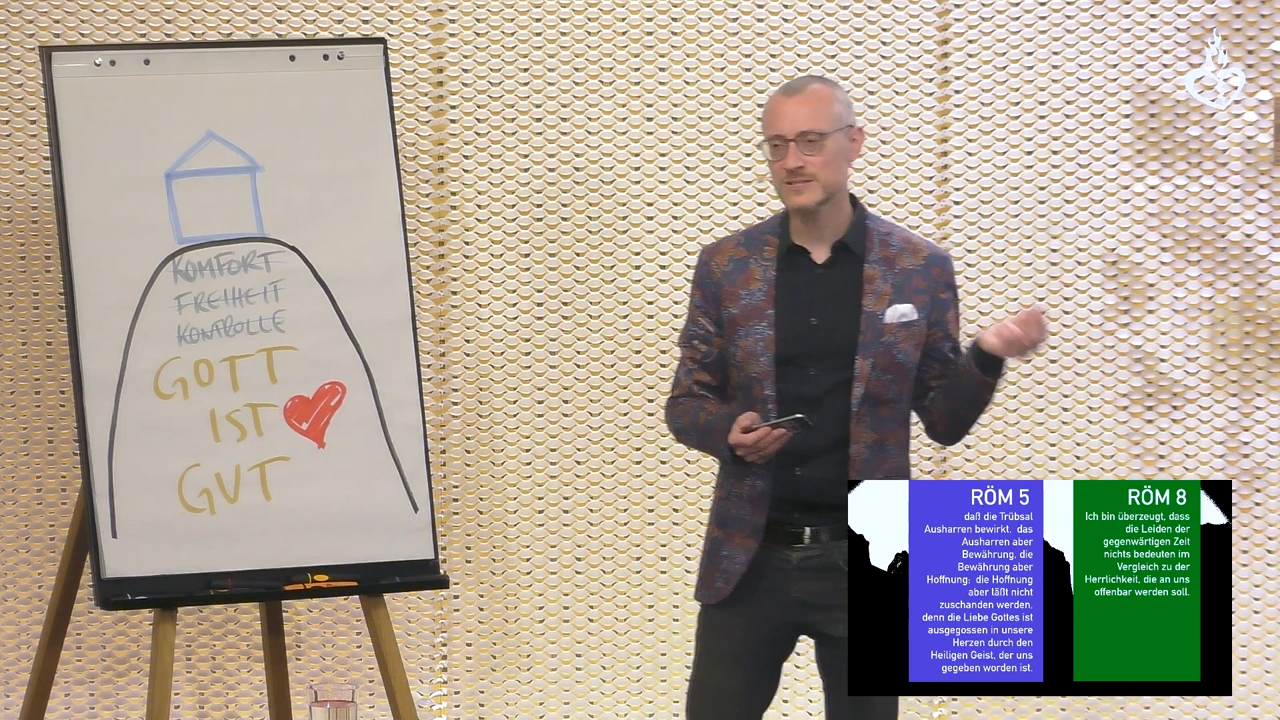 KOMFORT
FREIHEIT
KONTROLLE
GOTT
IST
GUT
RÖM 5
daß die Trübsal
Ausharren bewirkt, das
Ausharren aber
Bewährung, die
Bewährung aber
Hoffnung; die Hoffnung
aber läßt nicht
zuschanden werden,
denn die Liebe Gottes ist
ausgegossen in unsere
Herzen durch den
Heiligen Geist, der uns
gegeben worden ist.
RÖM 8
Ich bin überzeugt, dass
die Leiden der
gegenwärtigen Zeit
nichts bedeuten im
Vergleich zu der
Herrlichkeit, die an uns
offenbar werden soll.